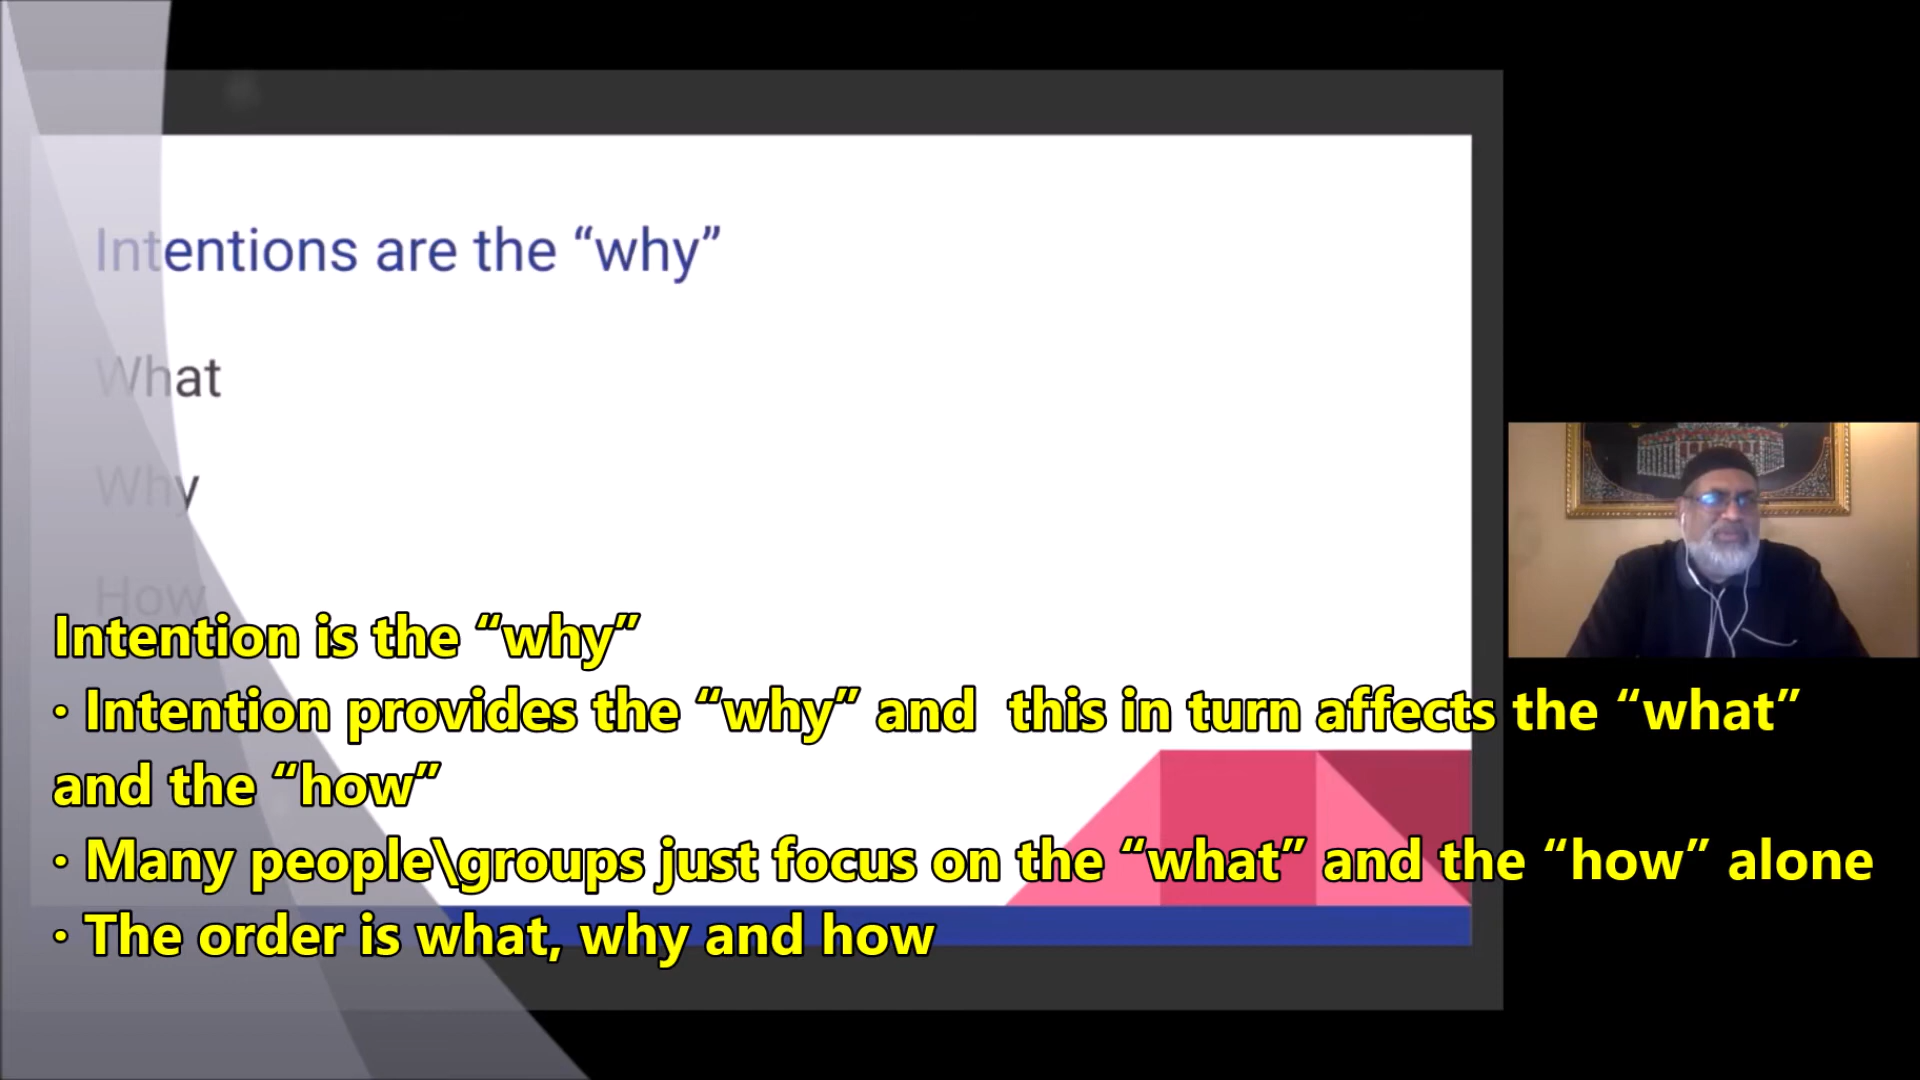 Intentions are the “why”
What
Why
How
Intention is the “why”
· Intention provides the “why” and  this in turn affects the “what”
and the “how”
· Many people\groups just focus on the “what” and the “how” alone
· The order is what, why and how